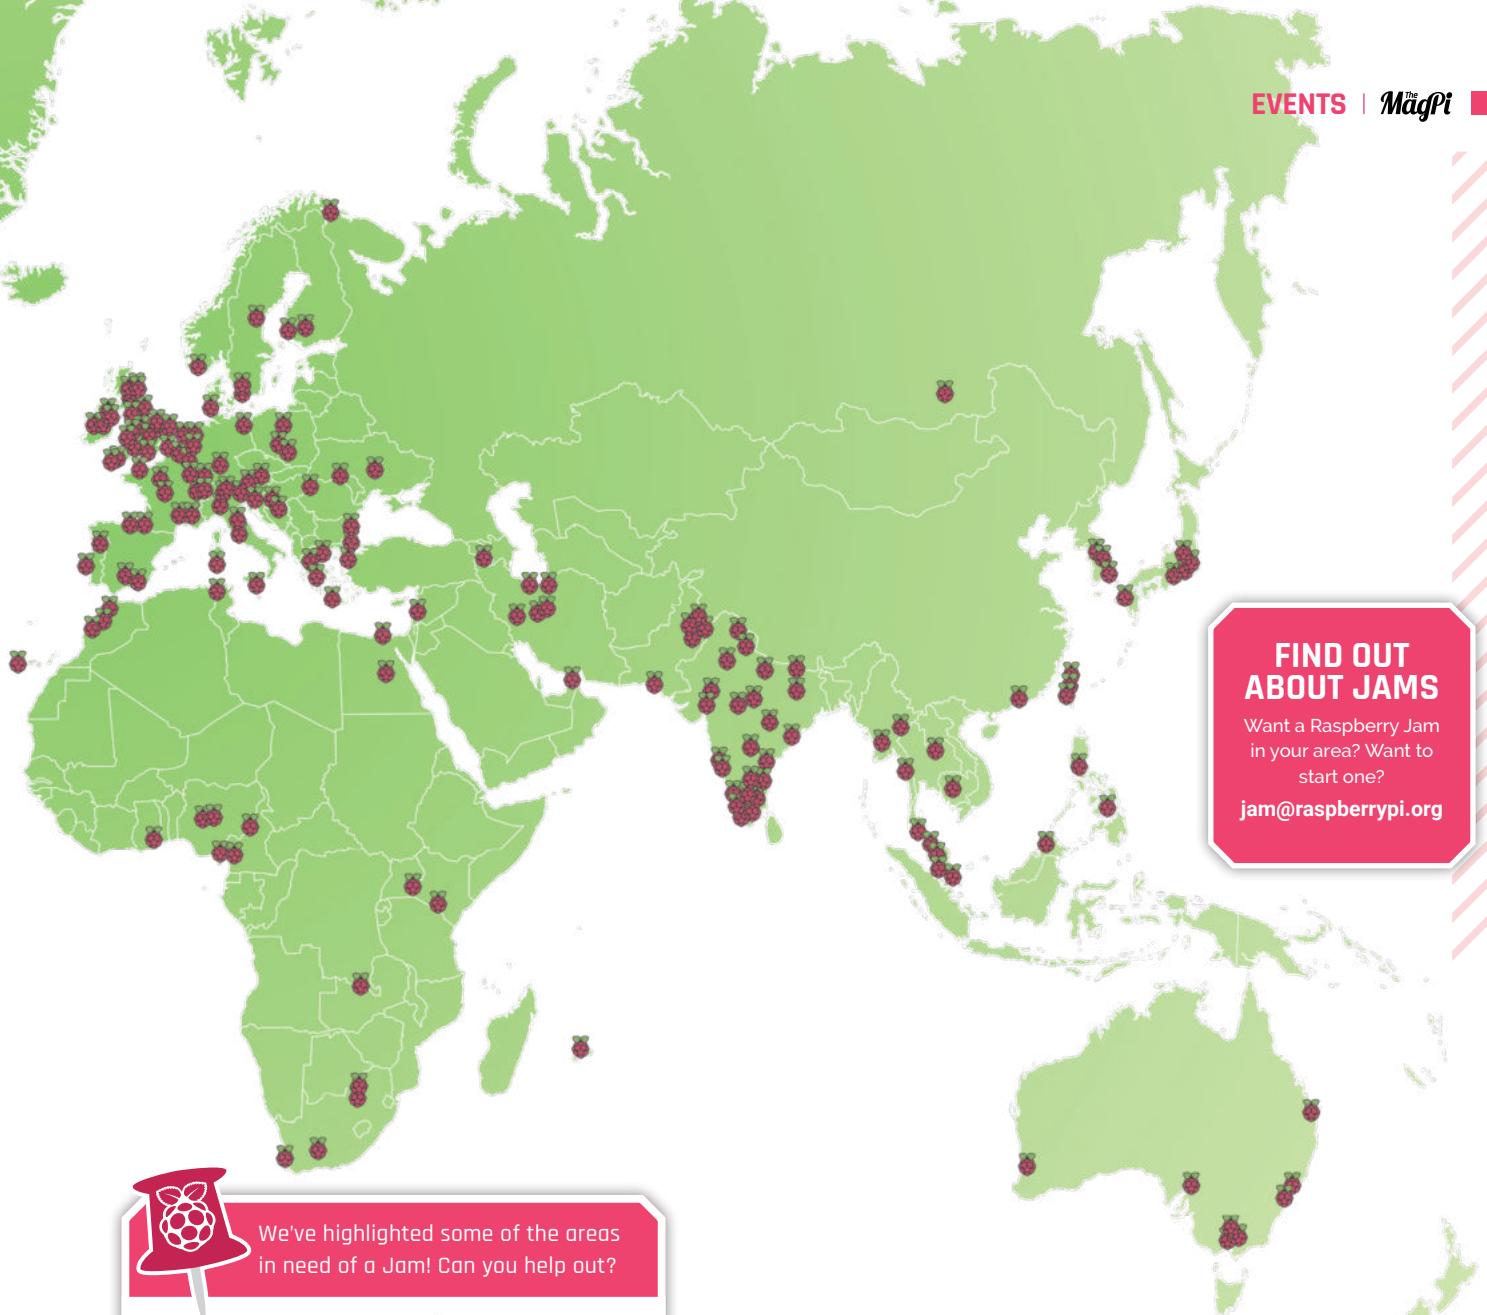 EVENTS
The MagPi
FIND OUT
ABOUT JAMS
Want a Raspberry Jam
in your area? Want to
start one?
jam@raspberrypi.org
We've highlighted some of the areas
in need of a Jam! Can you help out?